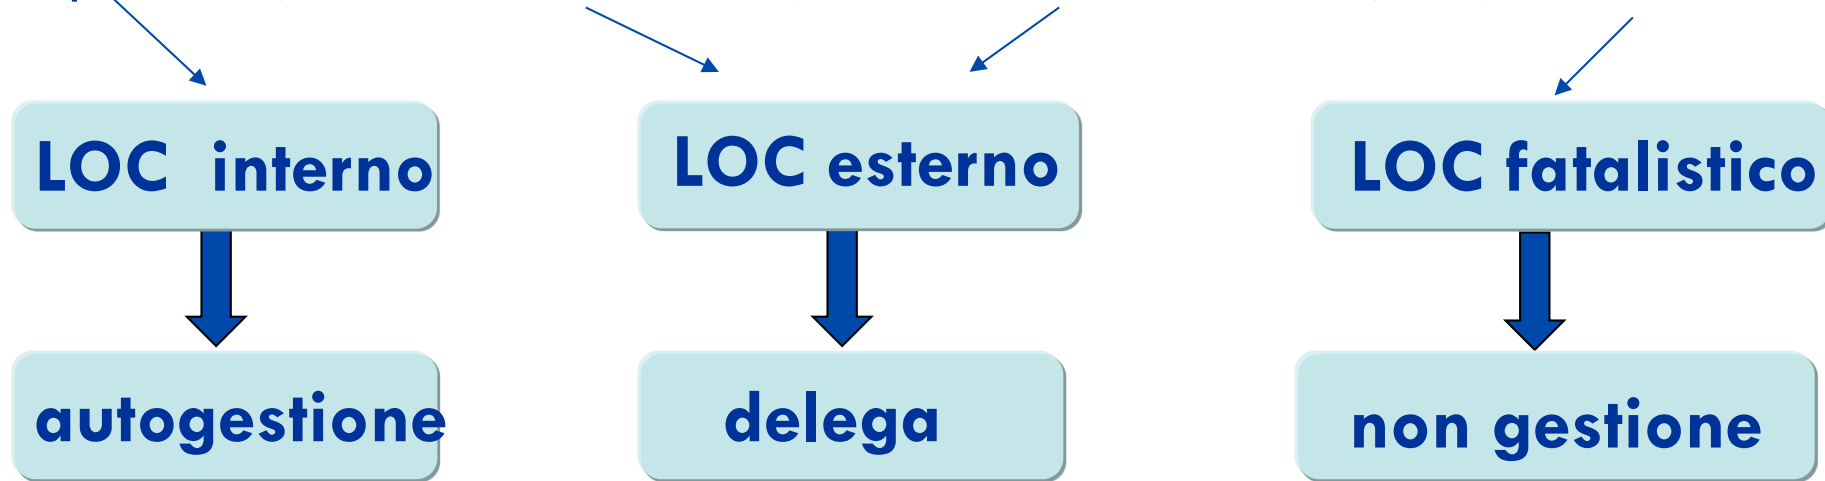 LOC interno
LOC esterno
LOC fatalistico
autogestione
delega
non gestione